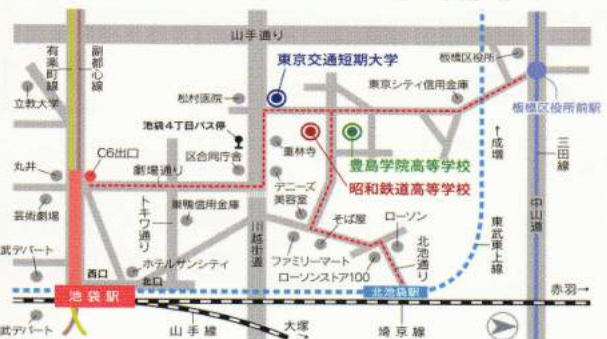 山手通り
有楽町線
副都心線
立教大学
東京交通短期大学
松村医院
板橋区役所
東京シティ信用金庫
板橋区役所前駅
池袋4丁目バス停
区合同庁舎
重林寺
豊島学院高等学校
昭和鉄道高等学校
↑成増
三田線
丸井
C6出口
劇場通り
芸術劇場
トキワ通り
巣鴨信用金庫
デニーズ
美容室
川越街道
そば屋
ローソン
北池通り
東武東上線
中山道
武デパート
西口
北口
ホテルサンシティ
ファミリーマート
ローソンストア100
池袋駅
北池袋駅
赤羽→
武デパート
山手線
大塚
埼京線